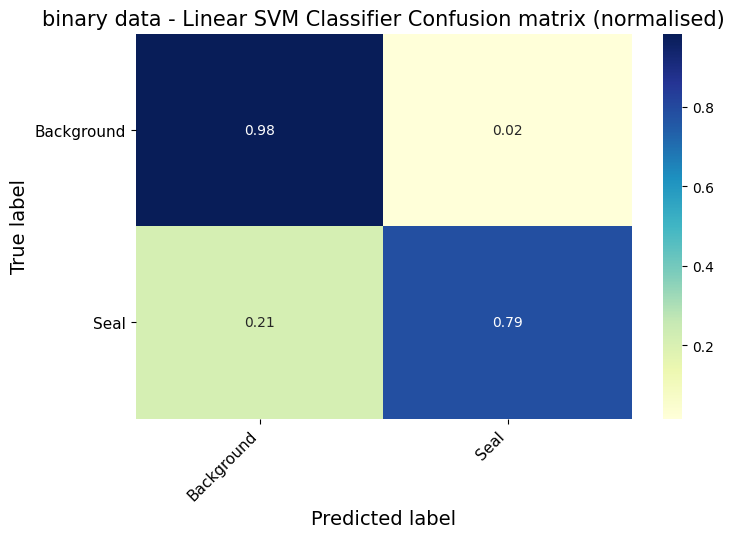 binary data - Linear SVM Classifier Confusion matrix (normalised)
True label
Background
Seal
0.98
0.02
0.21
0.79
0.8
0.6
0.4
0.2
Background
Seal
Predicted label